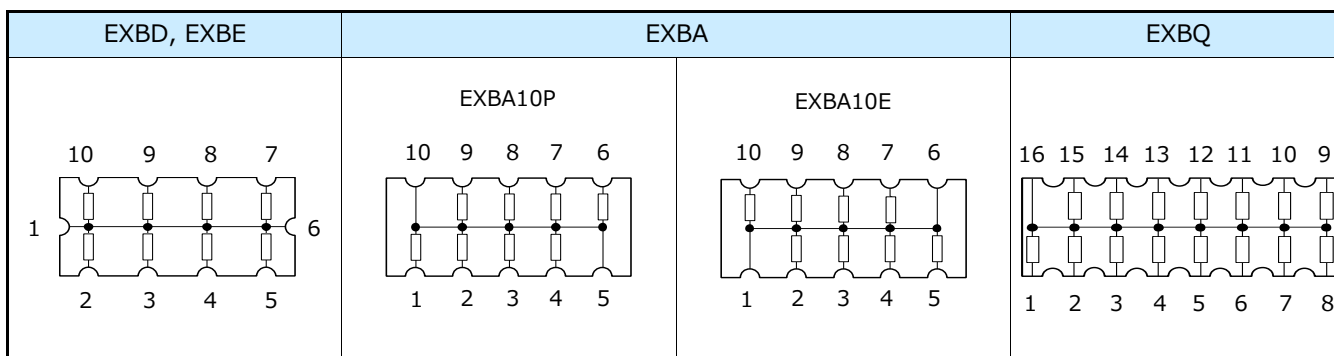 EXBD, EXBE
EXBA
EXBQ
EXBA10P
EXBA10E
10 9 8 7
1 6
2 3 4 5
10 9 8 7 6
1 2 3 4 5
10 9 8 7 6
1 2 3 4 5
16 15 14 13 12 11 10 9
1 2 3 4 5 6 7 8